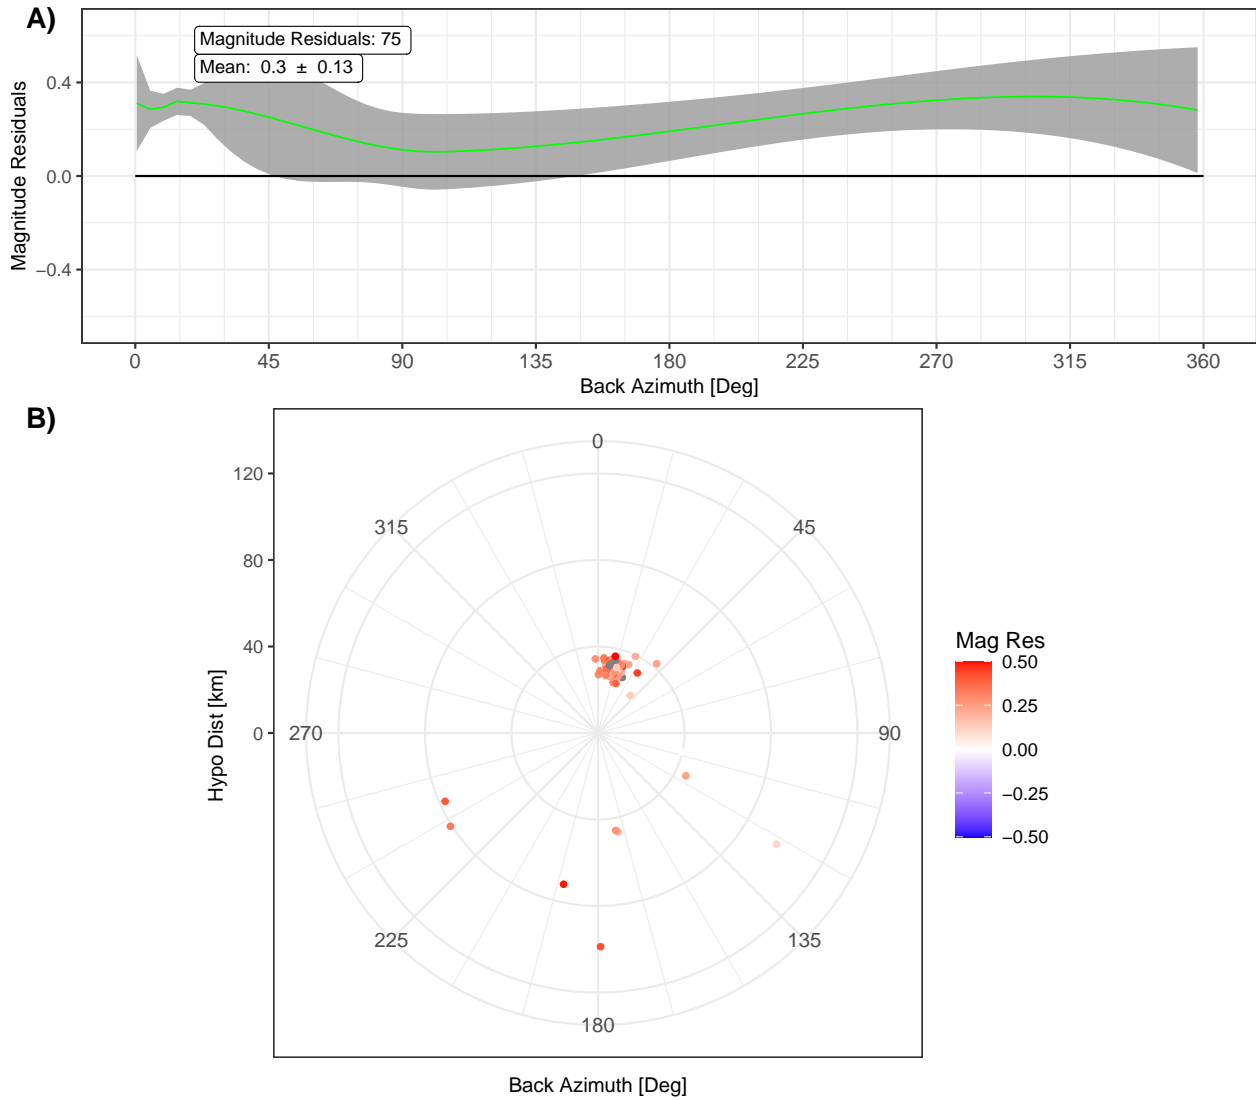 A)
Magnitude Residuals: 75
Mean:  0.3  ±  0.13
Magnitude Residuals
0.4
0.0
−0.4
0 45 90 135 180 225 270 315 360
Back Azimuth [Deg]
B)
Hypo Dist [km]
120
80
40
0
0
45
90
135
180
225
270
315
Back Azimuth [Deg]
Mag Res
0.50
0.25
0.00
−0.25
−0.50